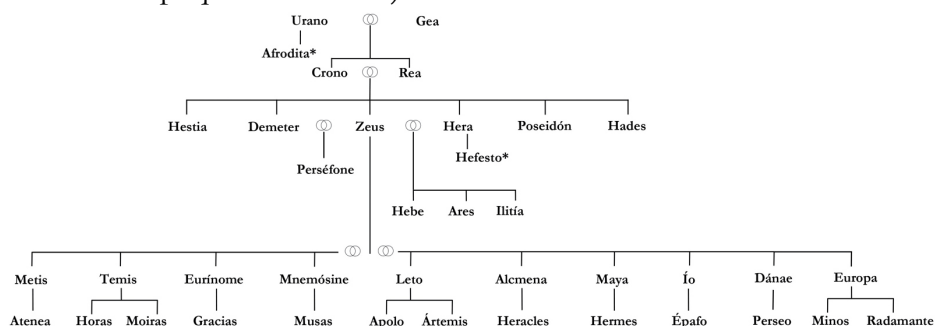 Urano Gea
Afrodita*
Crono Rea
Hestia Demeter Zeus Hera Poseidón Hades
Hefesto*
Perséfone
Hebe Ares Ilitía
Metis Temis Eurínome Mnemósine Leto Alcmena Maya Ío Dánae Europa
Atenea Horas Moiras Gracias Musas Apolo Ártemis Heracles Hermes Épafo Perseo Minos Radamante